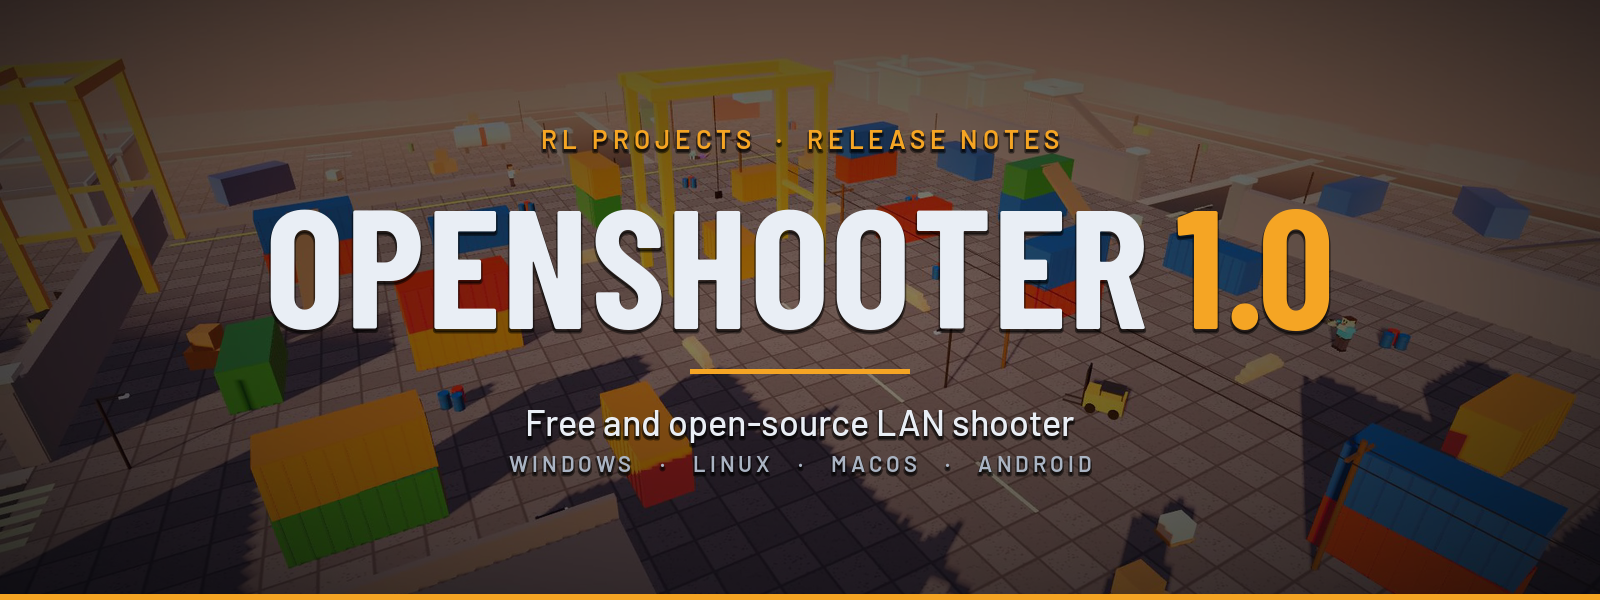 RL PROJECTS · RELEASE NOTES
OPENSHOOTER 1.0
Free and open-source LAN shooter
WINDOWS · LINUX · MACOS · ANDROID